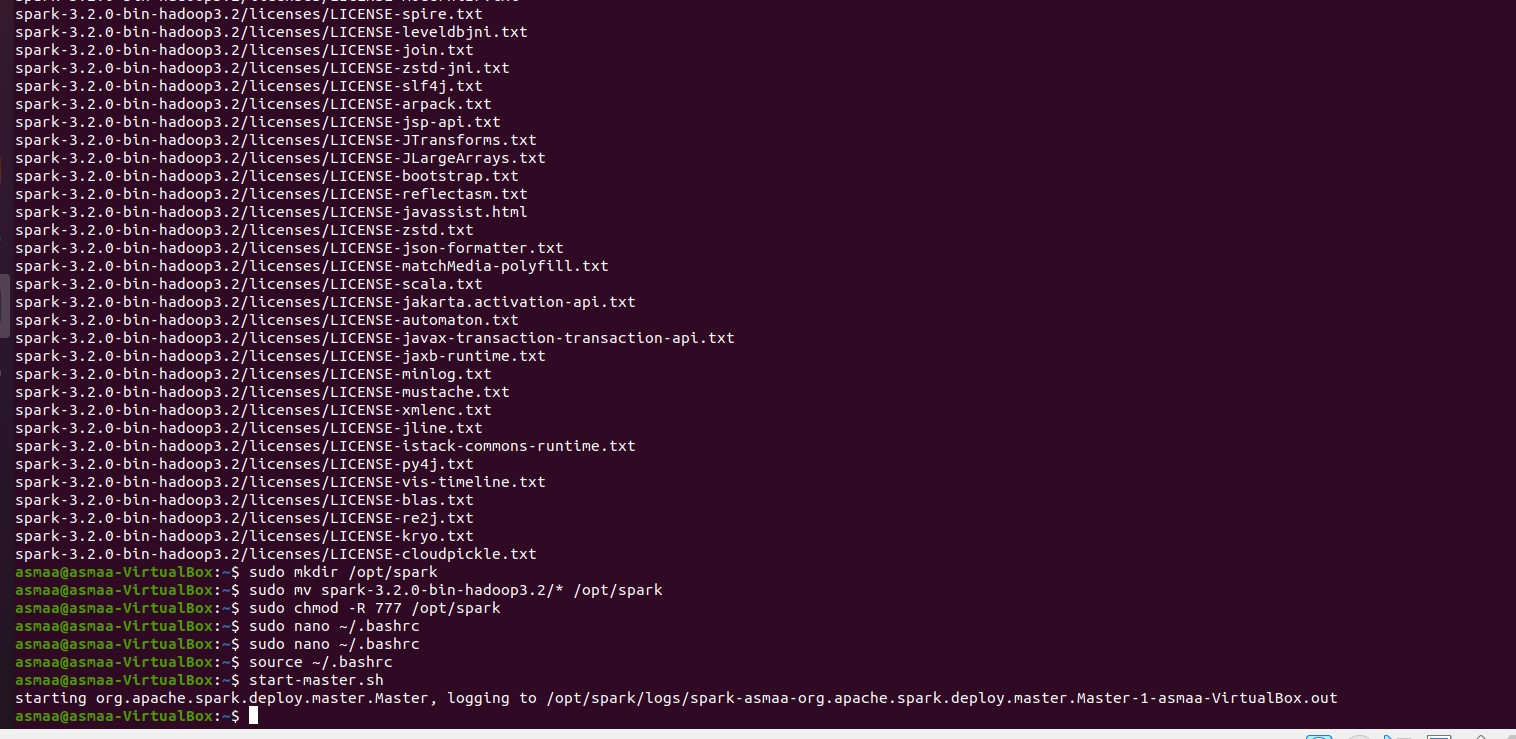 spark-3.2.0-bin-hadoop3.2/licenses/LICENSE-spire.txt
spark-3.2.0-bin-hadoop3.2/licenses/LICENSE-leveldbjni.txt
spark-3.2.0-bin-hadoop3.2/licenses/LICENSE-join.txt
spark-3.2.0-bin-hadoop3.2/licenses/LICENSE-zstd-jni.txt
spark-3.2.0-bin-hadoop3.2/licenses/LICENSE-slf4j.txt
spark-3.2.0-bin-hadoop3.2/licenses/LICENSE-arpack.txt
spark-3.2.0-bin-hadoop3.2/licenses/LICENSE-jsp-api.txt
spark-3.2.0-bin-hadoop3.2/licenses/LICENSE-JTransforms.txt
spark-3.2.0-bin-hadoop3.2/licenses/LICENSE-JLargeArrays.txt
spark-3.2.0-bin-hadoop3.2/licenses/LICENSE-bootstrap.txt
spark-3.2.0-bin-hadoop3.2/licenses/LICENSE-reflectasm.txt
spark-3.2.0-bin-hadoop3.2/licenses/LICENSE-javassist.html
spark-3.2.0-bin-hadoop3.2/licenses/LICENSE-zstd.txt
spark-3.2.0-bin-hadoop3.2/licenses/LICENSE-json-formatter.txt
spark-3.2.0-bin-hadoop3.2/licenses/LICENSE-matchMedia-polyfill.txt
spark-3.2.0-bin-hadoop3.2/licenses/LICENSE-scala.txt
spark-3.2.0-bin-hadoop3.2/licenses/LICENSE-jakarta.activation-api.txt
spark-3.2.0-bin-hadoop3.2/licenses/LICENSE-automaton.txt
spark-3.2.0-bin-hadoop3.2/licenses/LICENSE-javax-transaction-transaction-api.txt
spark-3.2.0-bin-hadoop3.2/licenses/LICENSE-jaxb-runtime.txt
spark-3.2.0-bin-hadoop3.2/licenses/LICENSE-minlog.txt
spark-3.2.0-bin-hadoop3.2/licenses/LICENSE-mustache.txt
spark-3.2.0-bin-hadoop3.2/licenses/LICENSE-xmlenc.txt
spark-3.2.0-bin-hadoop3.2/licenses/LICENSE-jline.txt
spark-3.2.0-bin-hadoop3.2/licenses/LICENSE-istack-commons-runtime.txt
spark-3.2.0-bin-hadoop3.2/licenses/LICENSE-py4j.txt
spark-3.2.0-bin-hadoop3.2/licenses/LICENSE-vis-timeline.txt
spark-3.2.0-bin-hadoop3.2/licenses/LICENSE-blas.txt
spark-3.2.0-bin-hadoop3.2/licenses/LICENSE-re2j.txt
spark-3.2.0-bin-hadoop3.2/licenses/LICENSE-kryo.txt
spark-3.2.0-bin-hadoop3.2/licenses/LICENSE-cloudpickle.txt
asmaa@asmaa-VirtualBox:~$ sudo mkdir /opt/spark
asmaa@asmaa-VirtualBox:~$ sudo mv spark-3.2.0-bin-hadoop3.2/* /opt/spark
asmaa@asmaa-VirtualBox:~$ sudo chmod -R 777 /opt/spark
asmaa@asmaa-VirtualBox:~$ sudo nano ~/.bashrc
asmaa@asmaa-VirtualBox:~$ sudo nano ~/.bashrc
asmaa@asmaa-VirtualBox:~$ source ~/.bashrc
asmaa@asmaa-VirtualBox:~$ start-master.sh
starting org.apache.spark.deploy.master.Master, logging to /opt/spark/logs/spark-asmaa-org.apache.spark.deploy.master.Master-1-asmaa-VirtualBox.out
asmaa@asmaa-VirtualBox:~$